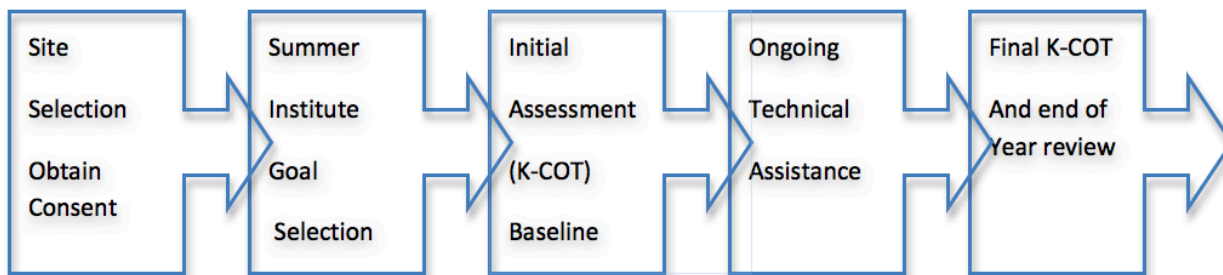 Site
Selection
Obtain
Consent
Summer
Institute
Goal
Selection
Initial
Assessment
(K-COT)
Baseline
Ongoing
Technical
Assistance
Final K-COT
And end of
Year review